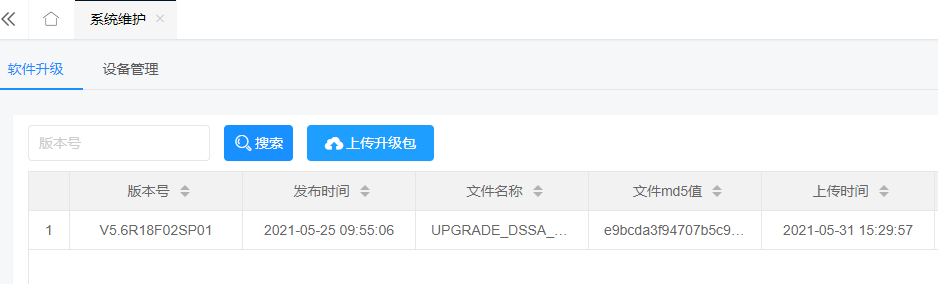 系统维护
软件升级 设备管理
版本号 搜索 上传升级包
版本号 发布时间 文件名称 文件md5值 上传时间
1 V5.6R18F02SP01 2021-05-25 09:55:06 UPGRADE_DSSA_... e9bcda3f94707b5c9... 2021-05-31 15:29:57